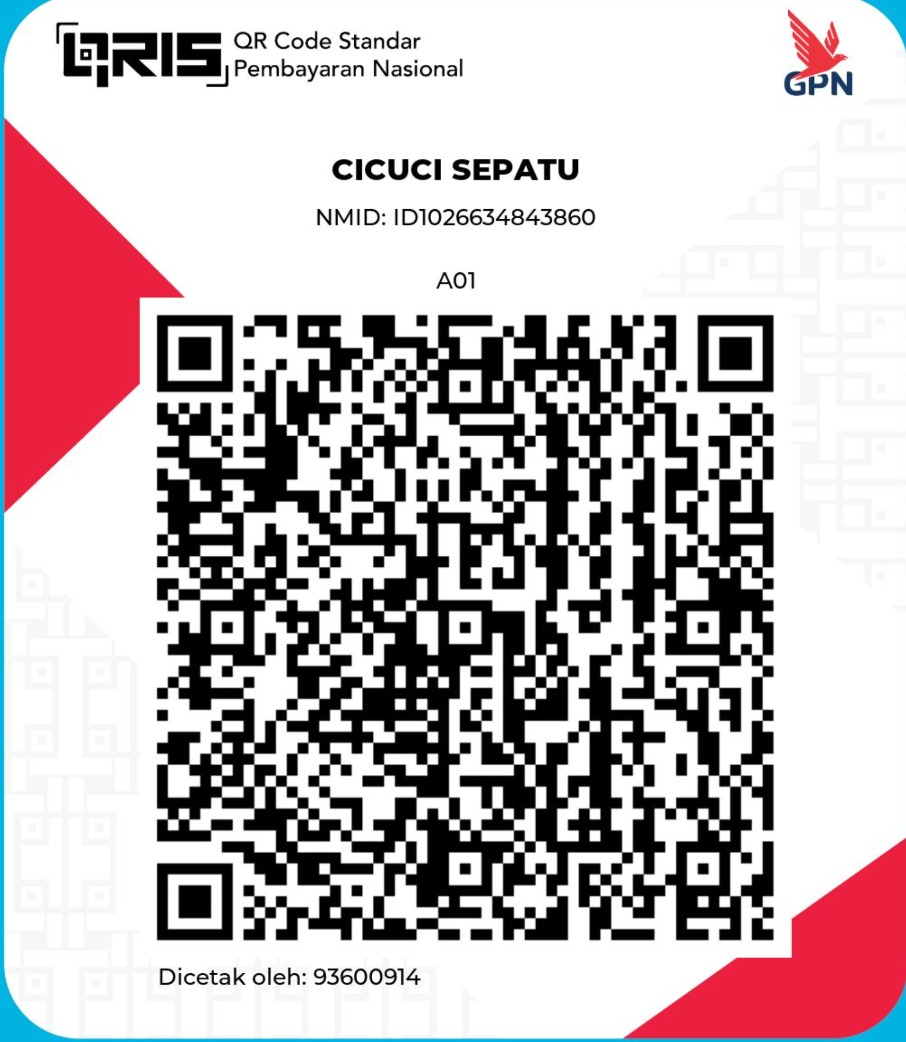 QRIS
QR Code Standar
Pembayaran Nasional
GPN
CICUCI SEPATU
NMID: ID1026634843860
A01
Dicetak oleh: 93600914